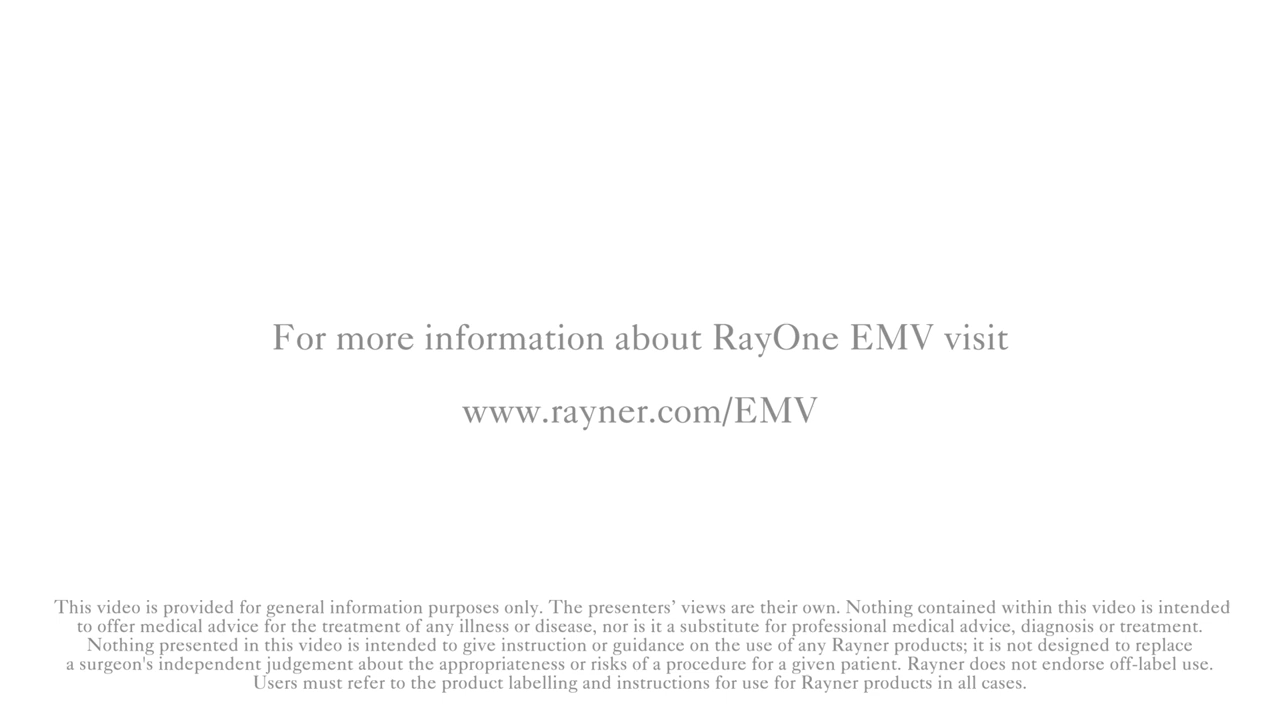 For more information about RayOne EMV visit
www.rayner.com/EMV
This video is provided for general information purposes only. The presenters’ views are their own. Nothing contained within this video is intended
to offer medical advice for the treatment of any illness or disease, nor is it a substitute for professional medical advice, diagnosis or treatment.
Nothing presented in this video is intended to give instruction or guidance on the use of any Rayner products; it is not designed to replace
a surgeon's independent judgement about the appropriateness or risks of a procedure for a given patient. Rayner does not endorse off-label use.
Users must refer to the product labelling and instructions for use for Rayner products in all cases.